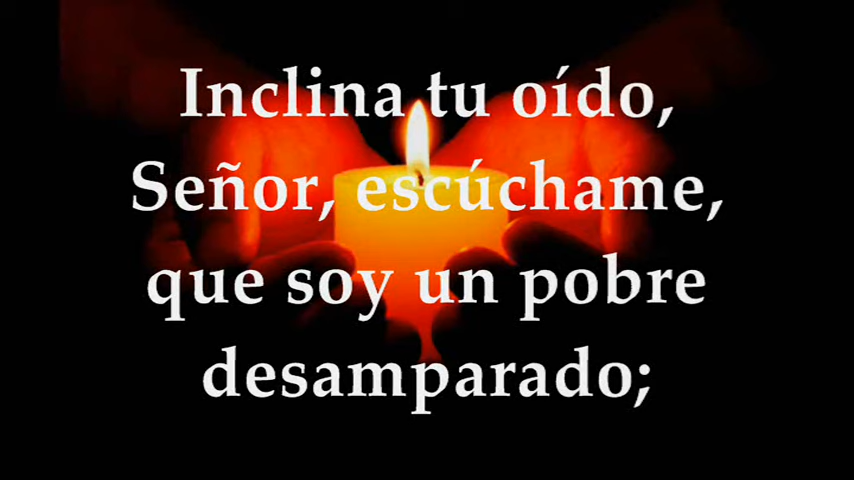 Inclina tu oído,
Señor, escúchame,
que soy un pobre
desamparado;